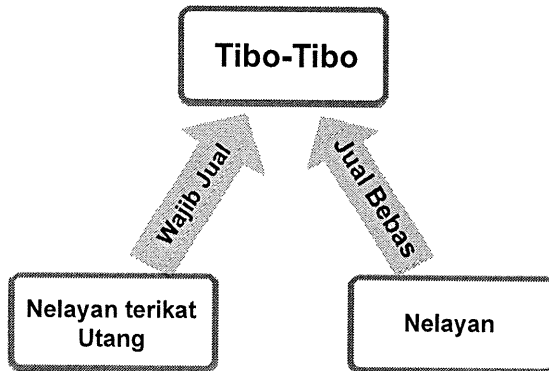 Tibo-Tibo
Wajib Jual
Jual Bebas
Nelayan terikat
Utang
Nelayan